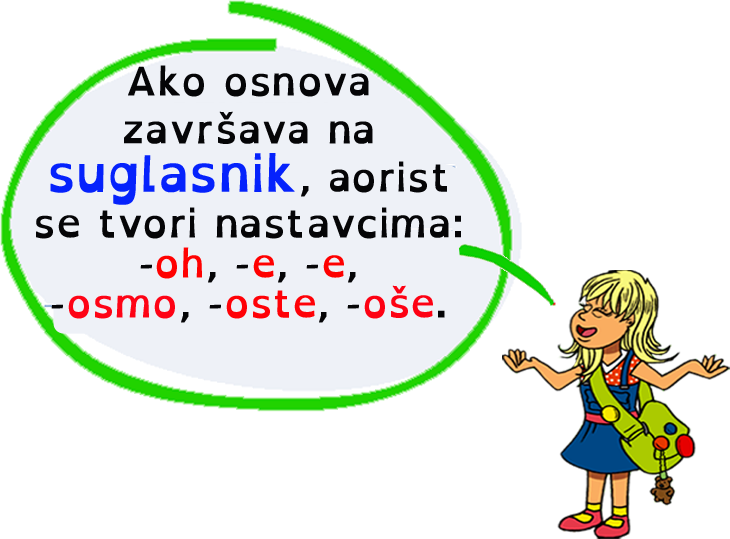 Ako osnova
završava na
suglasnik, aorist
se tvori nastavcima:
-oh, -e, -e,
-osmo, -oste, -oše.